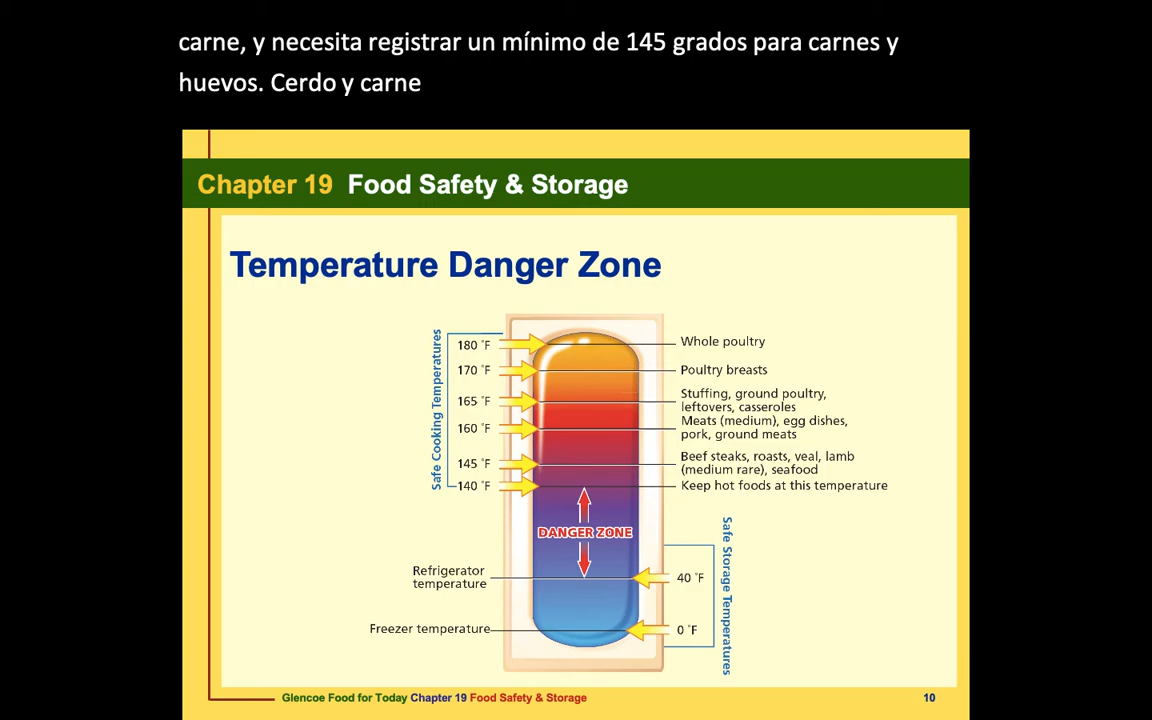 carne, y necesita registrar un mínimo de 145 grados para carnes y
huevos. Cerdo y carne
Chapter 19 Food Safety & Storage
Temperature Danger Zone
Safe Cooking Temperatures
180 °F
Whole poultry
170 °F
Poultry breasts
165 °F
Stuffing, ground poultry,
leftovers, casseroles
160 °F
Meats (medium), egg dishes,
pork, ground meats
145 °F
Beef steaks, roasts, veal, lamb
(medium rare), seafood
140 °F
Keep hot foods at this temperature
DANGER ZONE
Refrigerator
temperature
40 °F
Freezer temperature
0 °F
Safe Storage Temperatures
Glencoe Food for Today Chapter 19 Food Safety & Storage
10